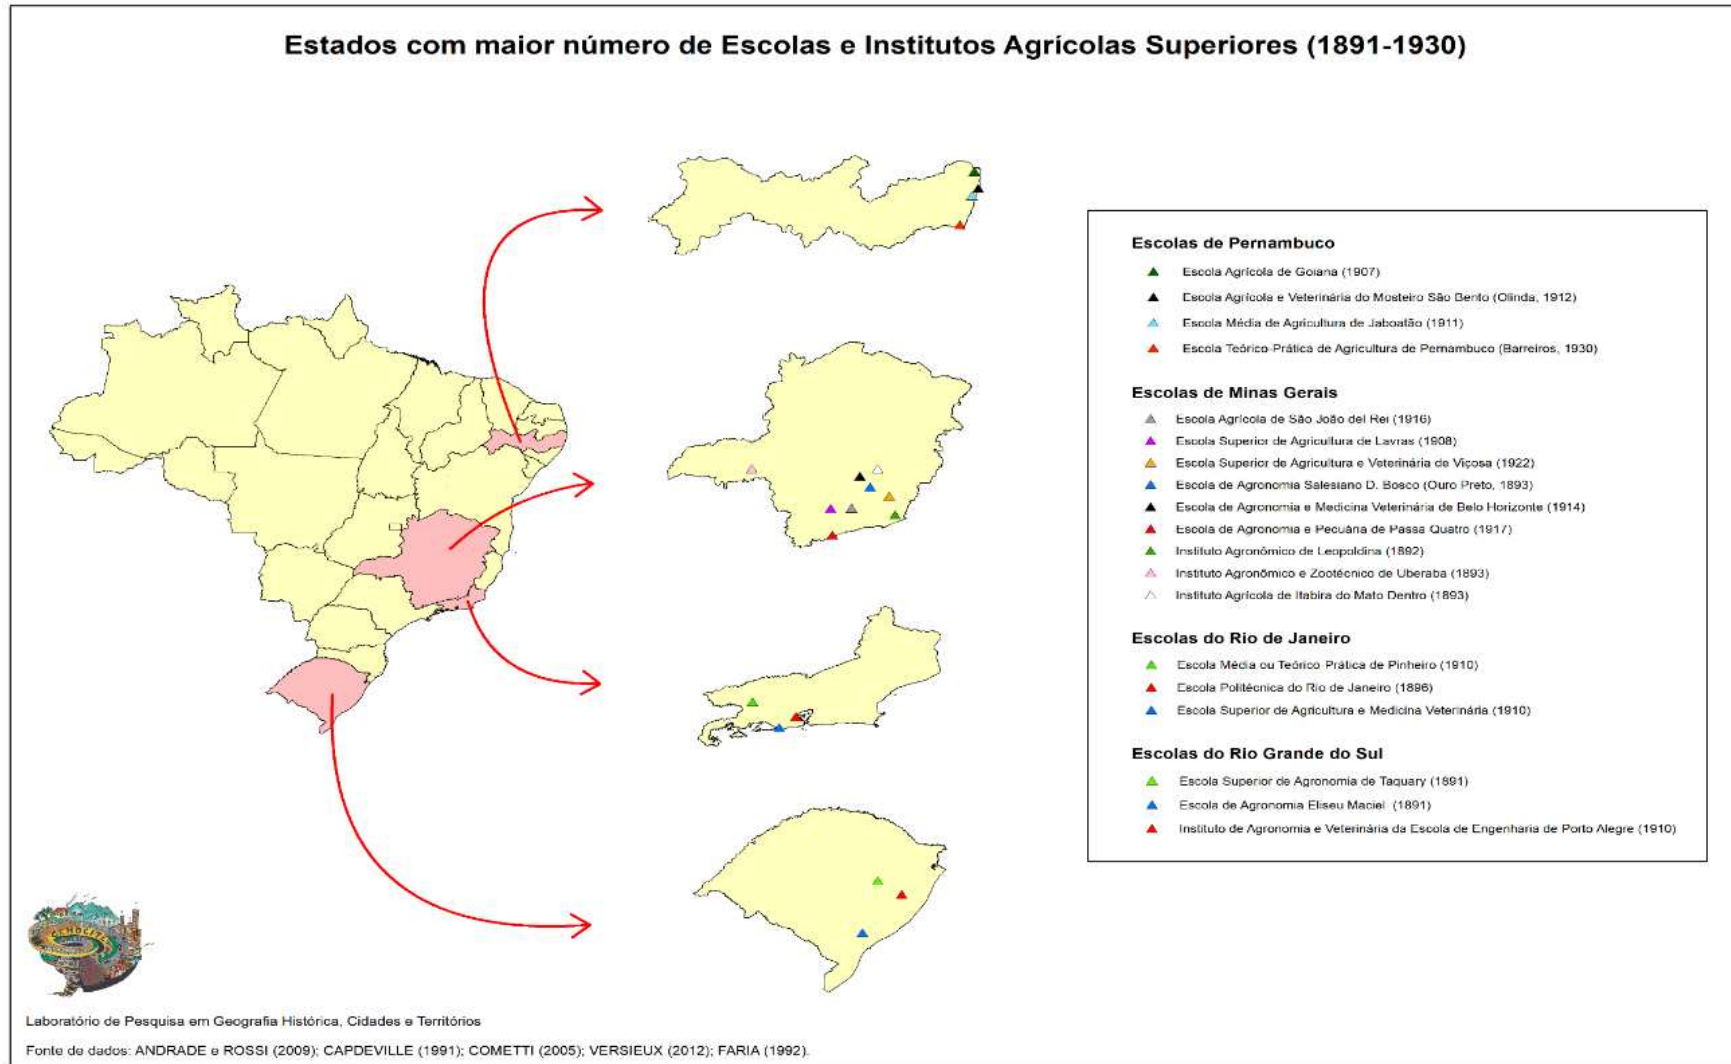 Estados com maior número de Escolas e Institutos Agrícolas Superiores (1891-1930)
Escolas de Pernambuco
Escola Agrícola de Goiana (1907)
Escola Agrícola e Veterinária do Mosteiro São Bento (Olinda, 1912)
Escola Média de Agricultura de Jaboatão (1911)
Escola Teórico-Prática de Agricultura de Pernambuco (Barreiros, 1930)
Escolas de Minas Gerais
Escola Agrícola de São João del Rei (1916)
Escola Superior de Agricultura de Lavras (1908)
Escola Superior de Agricultura e Veterinária de Viçosa (1922)
Escola de Agronomia Salesiano D. Bosco (Ouro Preto, 1893)
Escola de Agronomia e Medicina Veterinária de Belo Horizonte (1914)
Escola de Agronomia e Pecuária de Passa Quatro (1917)
Instituto Agronômico de Leopoldina (1892)
Instituto Agronômico e Zootécnico de Uberaba (1893)
Instituto Agrícola de Itabira do Mato Dentro (1893)
Escolas do Rio de Janeiro
Escola Média ou Teórico-Prática de Pinheiro (1910)
Escola Politécnica do Rio de Janeiro (1896)
Escola Superior de Agricultura e Medicina Veterinária (1910)
Escolas do Rio Grande do Sul
Escola Superior de Agronomia de Taquary (1891)
Escola de Agronomia Eliseu Maciel (1891)
Instituto de Agronomia e Veterinária da Escola de Engenharia de Porto Alegre (1910)
Laboratório de Pesquisa em Geografia Histórica, Cidades e Territórios
Fonte de dados: ANDRADE e ROSSI (2009); CAPDEVILLE (1991); COMETTI (2005); VERSIEUX (2012); FARIA (1992).